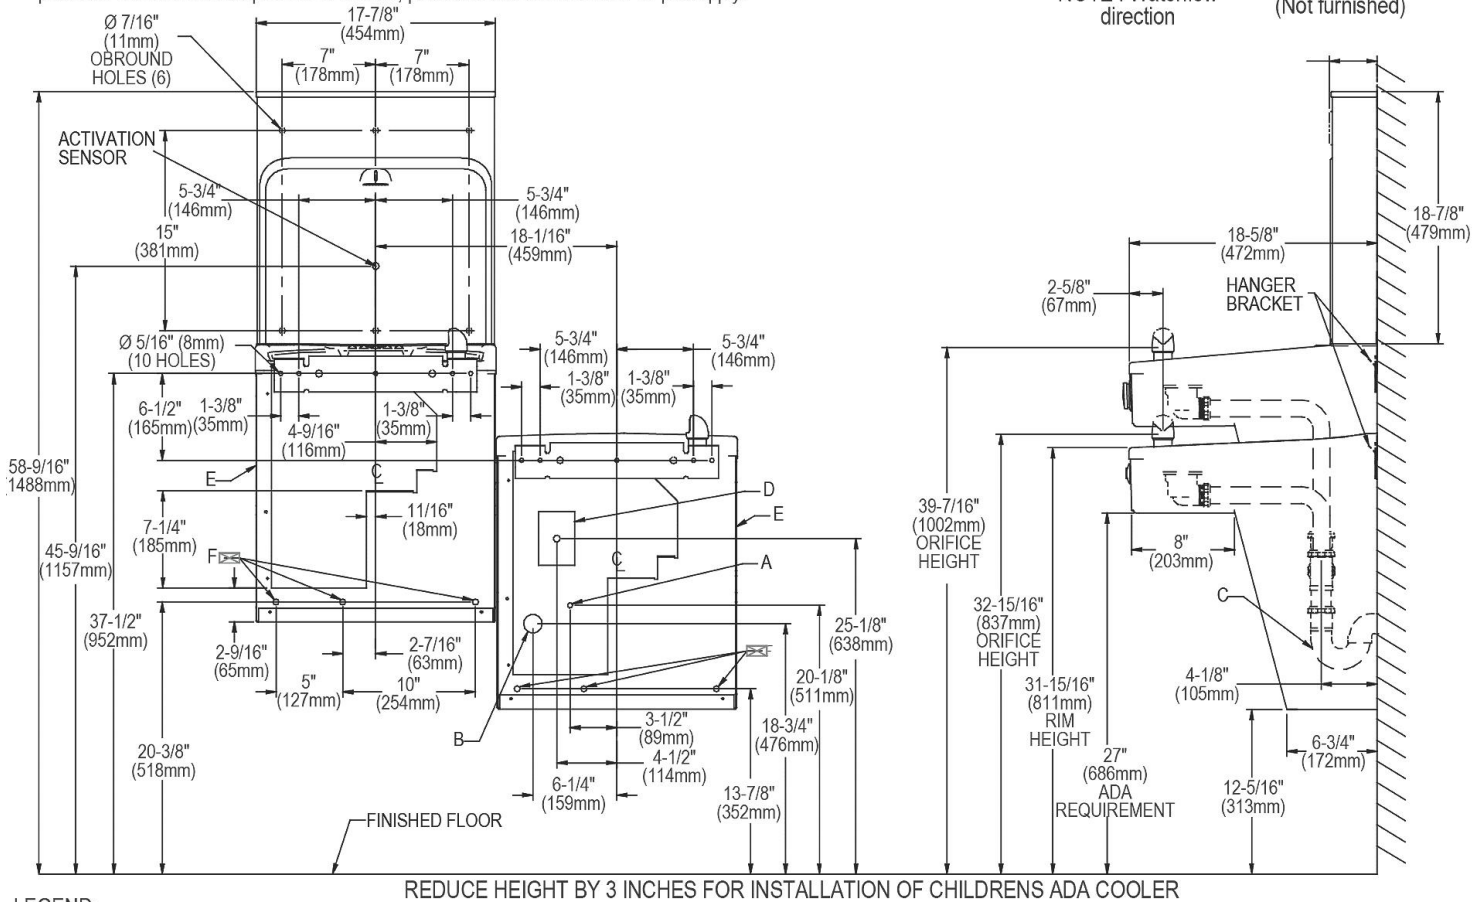 NOTE : Waterflow
direction
(Not furnished)
Ø 7/16"
(11mm)
OBROUND
HOLES (6)
17-7/8"
(454mm)
7"
(178mm)
7"
(178mm)
ACTIVATION
SENSOR
5-3/4"
(146mm)
5-3/4"
(146mm)
15"
(381mm)
18-1/16"
(459mm)
Ø 5/16" (8mm)
(10 HOLES)
5-3/4"
(146mm)
5-3/4"
(146mm)
1-3/8"
(35mm)
1-3/8"
(35mm)
6-1/2"
(165mm)
1-3/8"
(35mm)
1-3/8"
(35mm)
4-9/16"
(116mm)
58-9/16"
(1488mm)
E
C
L
11/16"
(18mm)
D
E
7-1/4"
(185mm)
45-9/16"
(1157mm)
F
C
L
A
37-1/2"
(952mm)
2-9/16"
(65mm)
2-7/16"
(63mm)
25-1/8"
(638mm)
F
5"
(127mm)
10"
(254mm)
20-1/8"
(511mm)
B
3-1/2"
(89mm)
18-3/4"
(476mm)
20-3/8"
(518mm)
4-1/2"
(114mm)
6-1/4"
(159mm)
13-7/8"
(352mm)
FINISHED FLOOR
18-7/8"
(479mm)
18-5/8"
(472mm)
2-5/8"
(67mm)
HANGER
BRACKET
39-7/16"
(1002mm)
ORIFICE
HEIGHT
8"
(203mm)
C
32-15/16"
(837mm)
ORIFICE
HEIGHT
31-15/16"
(811mm)
RIM
HEIGHT
4-1/8"
(105mm)
27"
(686mm)
ADA
REQUIREMENT
6-3/4"
(172mm)
12-5/16"
(313mm)
REDUCE HEIGHT BY 3 INCHES FOR INSTALLATION OF CHILDRENS ADA COOLER
LEGEND